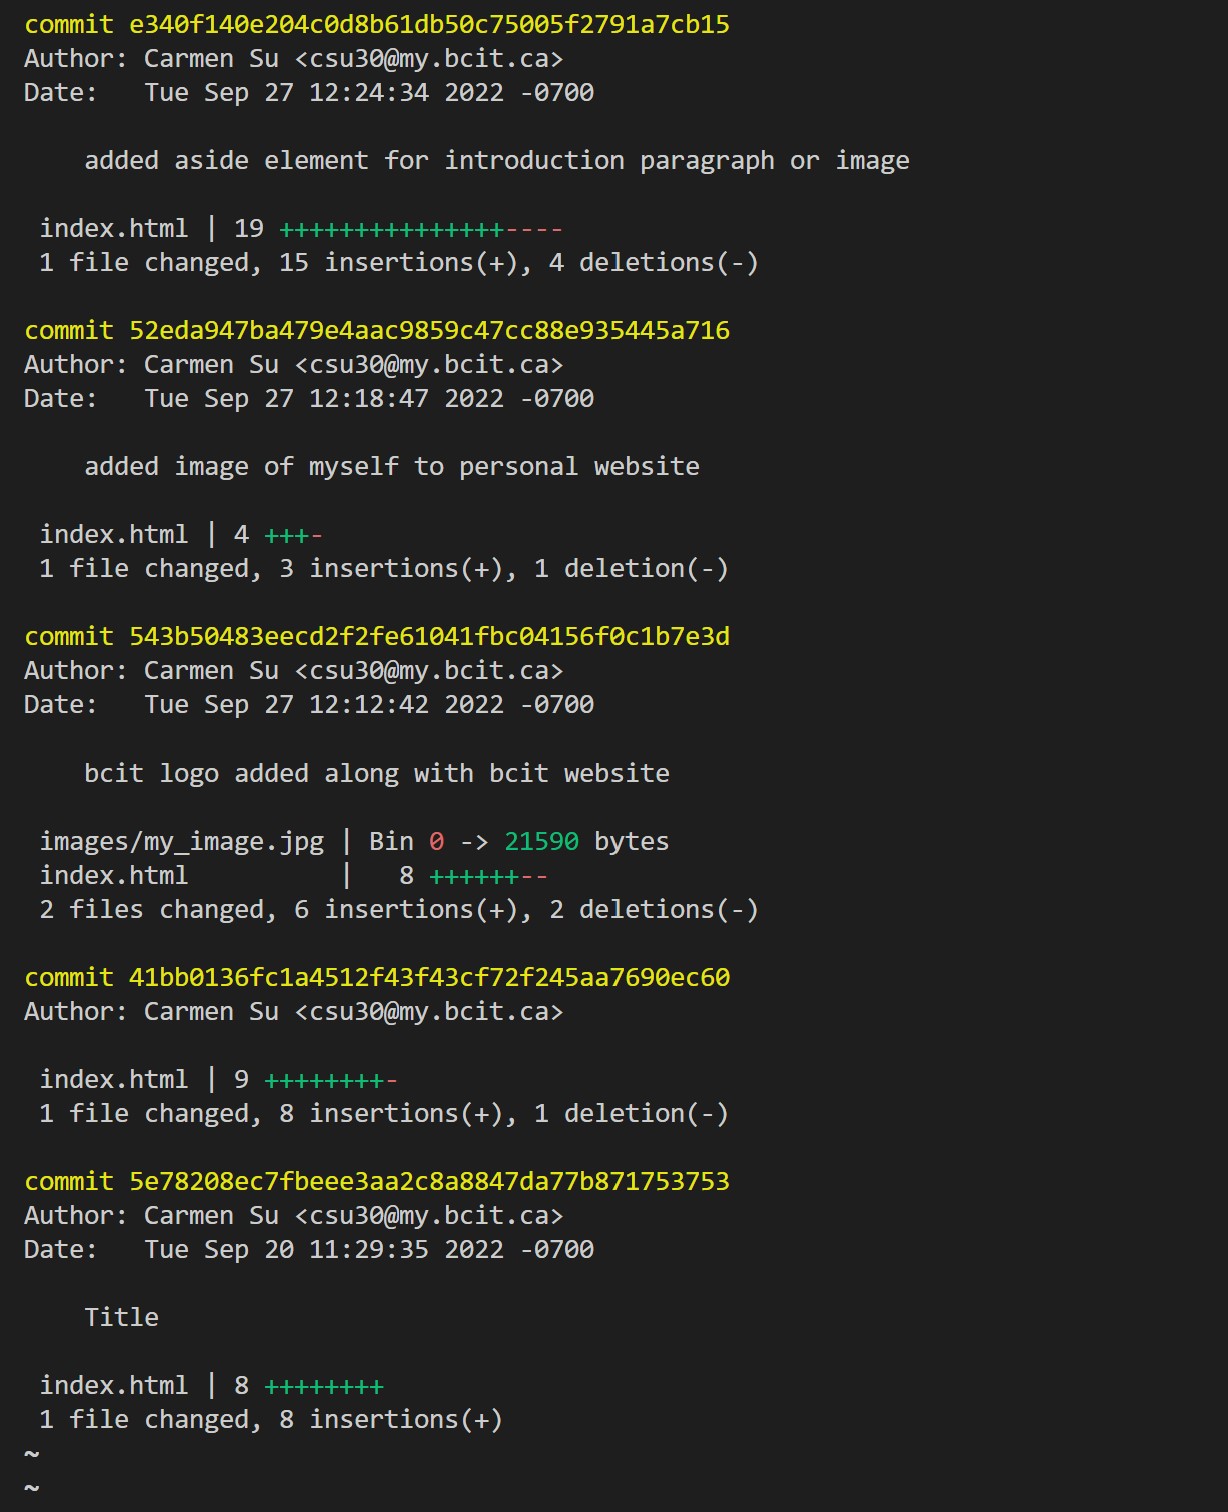 commit e340f140e204c0d8b61db50c75005f2791a7cb15
Author: Carmen Su <csu30@my.bcit.ca>
Date:   Tue Sep 27 12:24:34 2022 -0700

    added aside element for introduction paragraph or image

 index.html | 19 +++++++++++++++----
 1 file changed, 15 insertions(+), 4 deletions(-)

commit 52eda947ba479e4aac9859c47cc88e935445a716
Author: Carmen Su <csu30@my.bcit.ca>
Date:   Tue Sep 27 12:18:47 2022 -0700

    added image of myself to personal website

 index.html | 4 +++-
 1 file changed, 3 insertions(+), 1 deletion(-)

commit 543b50483eecd2f2fe61041fbc04156f0c1b7e3d
Author: Carmen Su <csu30@my.bcit.ca>
Date:   Tue Sep 27 12:12:42 2022 -0700

    bcit logo added along with bcit website

 images/my_image.jpg | Bin 0 -> 21590 bytes
 index.html          |   8 ++++++--
 2 files changed, 6 insertions(+), 2 deletions(-)

commit 41bb0136fc1a4512f43f43cf72f245aa7690ec60
Author: Carmen Su <csu30@my.bcit.ca>

 index.html | 9 ++++++++-
 1 file changed, 8 insertions(+), 1 deletion(-)

commit 5e78208ec7fbeee3aa2c8a8847da77b871753753
Author: Carmen Su <csu30@my.bcit.ca>
Date:   Tue Sep 20 11:29:35 2022 -0700

    Title

 index.html | 8 ++++++++
 1 file changed, 8 insertions(+)
~
~